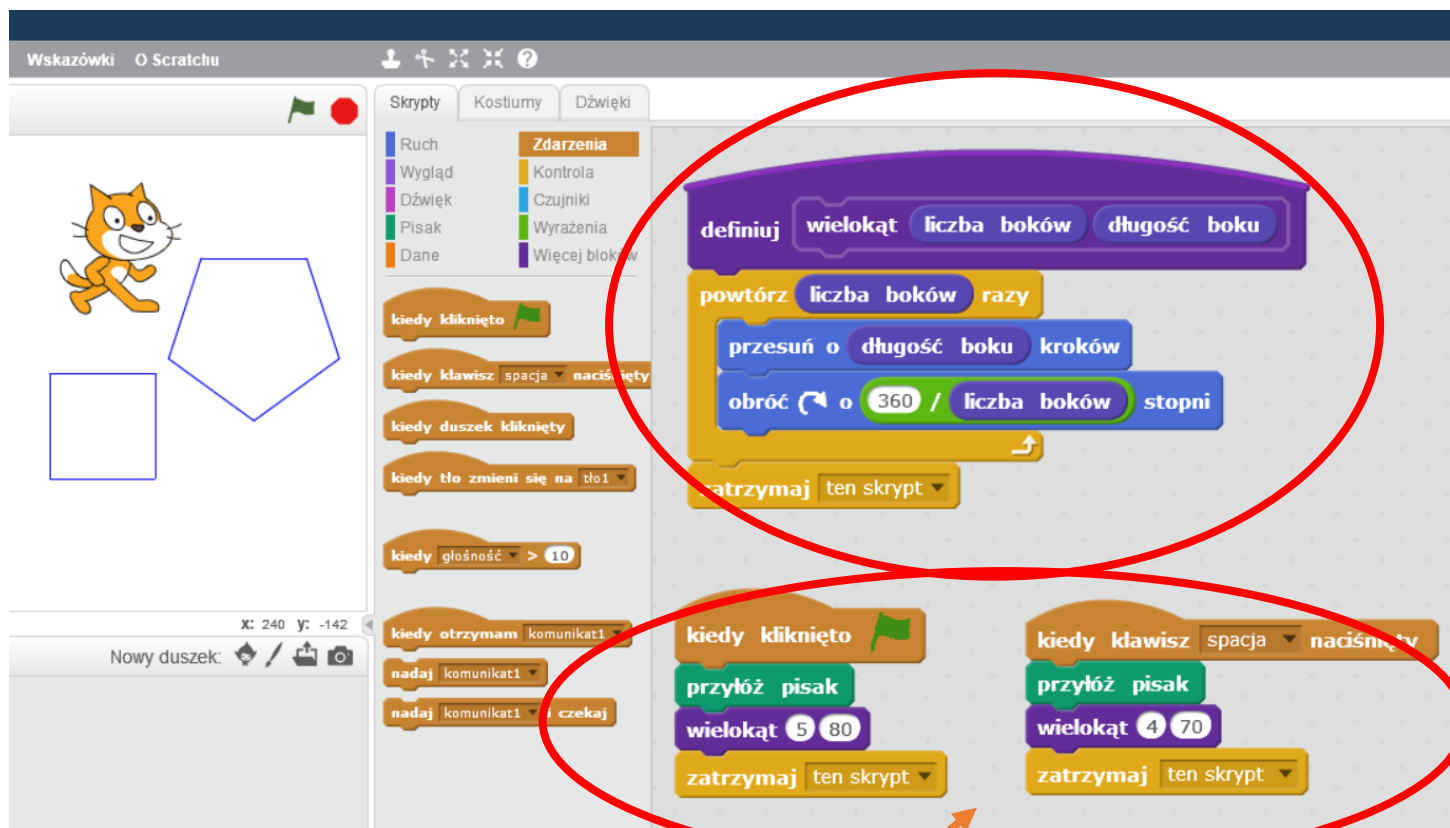 Wskazówki O Scratchu
Skrypty Kostiumy Dźwięki
Ruch Zdarzenia
Wygląd Kontrola
Dźwięk Czujniki
Pisak Wyrażenia
Dane Więcej bloków
kiedy kliknięto
kiedy klawisz spacja naciśnięty
kiedy duszek kliknięty
kiedy tło zmieni się na tło1
kiedy głośność > 10
kiedy otrzymam komunikat1
nadaj komunikat1
nadaj komunikat1 i czekaj
x: 240 y: -142
Nowy duszek:
definiuj wielokąt liczba boków długość boku
powtórz liczba boków razy
przesuń o długość boku kroków
obróć o 360 / liczba boków stopni
zatrzymaj ten skrypt
kiedy kliknięto
przyłóż pisak
wielokąt 5 80
zatrzymaj ten skrypt
kiedy klawisz spacja naciśnięty
przyłóż pisak
wielokąt 4 70
zatrzymaj ten skrypt